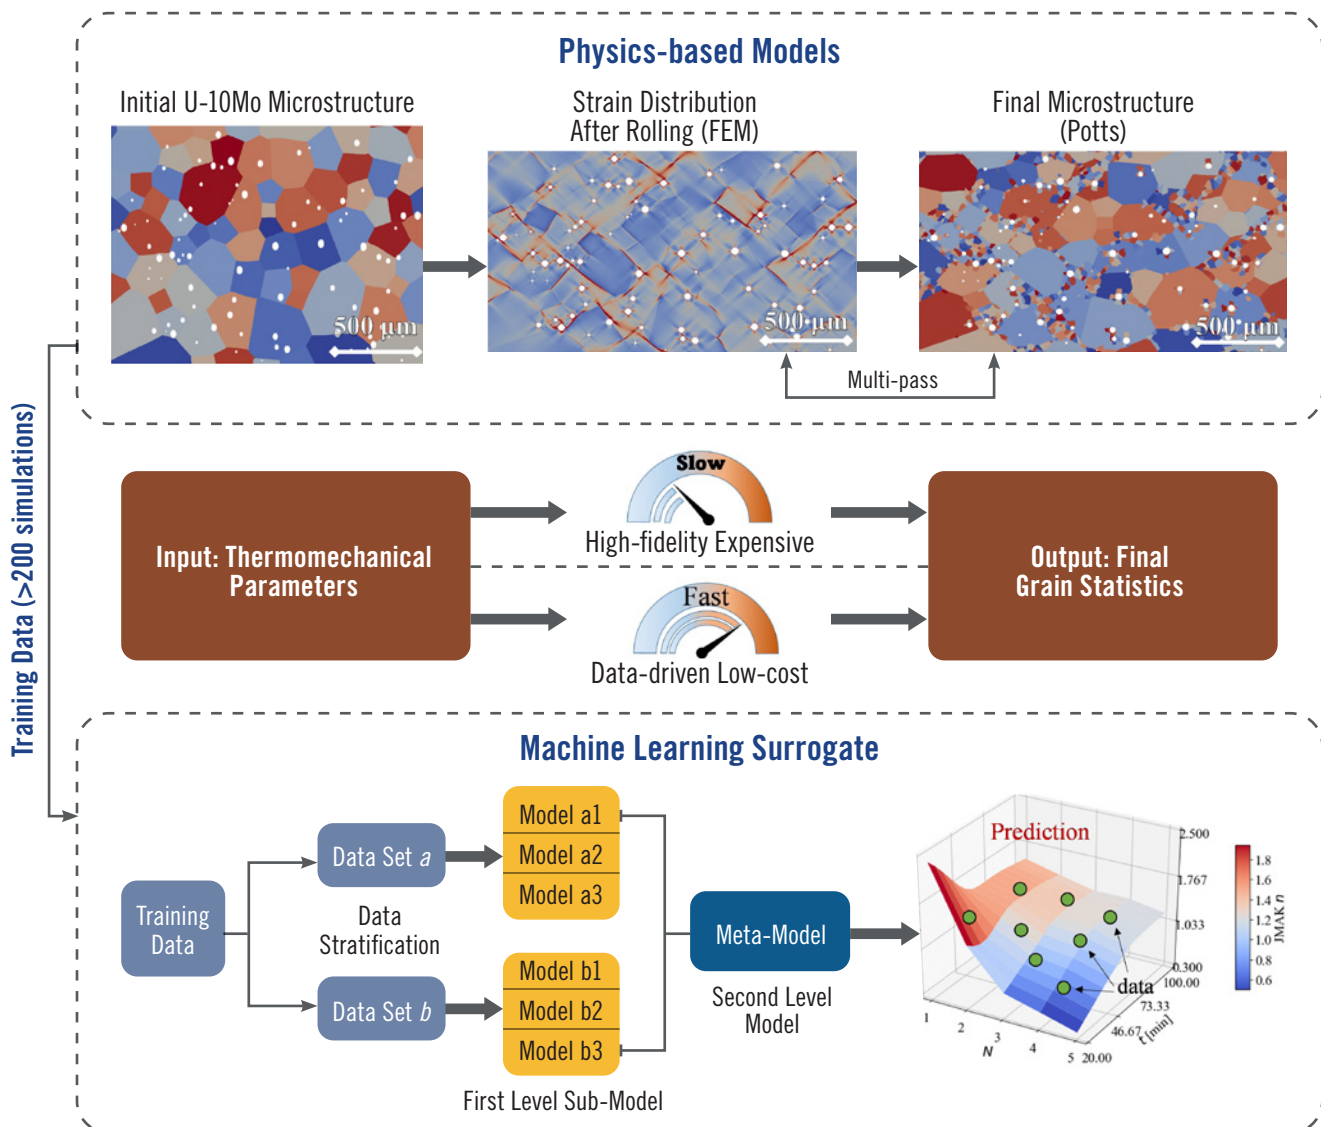 Physics-based Models
Initial U-10Mo Microstructure
Strain Distribution
After Rolling (FEM)
Final Microstructure
(Potts)
500 µm
500 µm
500 µm
Multi-pass
Training Data (>200 simulations)
Input: Thermomechanical
Parameters
Slow
High-fidelity Expensive
Fast
Data-driven Low-cost
Output: Final
Grain Statistics
Machine Learning Surrogate
Training
Data
Data Set a
Data
Stratification
Data Set b
Model a1
Model a2
Model a3
Model b1
Model b2
Model b3
First Level Sub-Model
Meta-Model
Second Level
Model
Prediction
data
2.500
1.767
1.033
0.300
100.00
73.33
46.67
20.00
t [min]
1
2
3
4
5
N
1.8
1.6
1.4
1.2
1.0
0.8
0.6
JMAK n